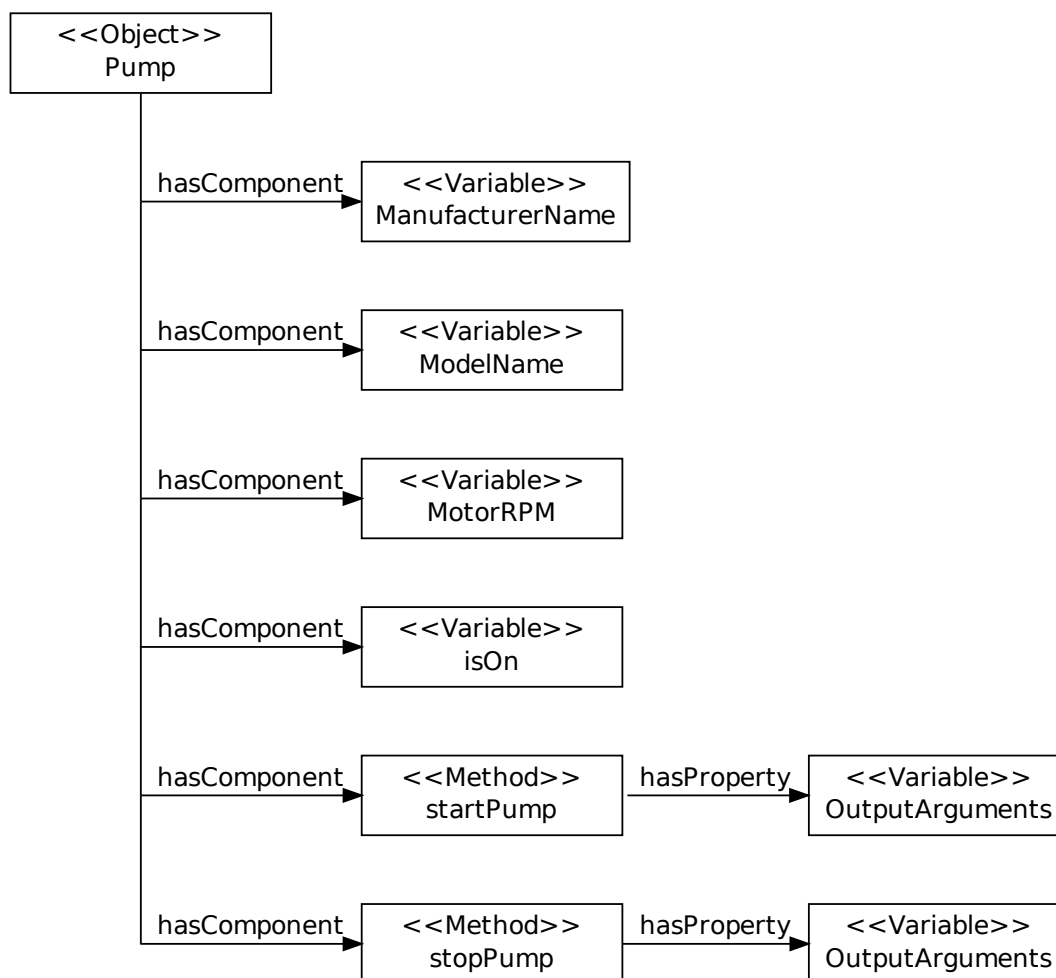 <<Object>>
Pump
hasComponent
<<Variable>>
ManufacturerName
hasComponent
<<Variable>>
ModelName
hasComponent
<<Variable>>
MotorRPM
hasComponent
<<Variable>>
isOn
hasComponent
<<Method>>
startPump
hasProperty
<<Variable>>
OutputArguments
hasComponent
<<Method>>
stopPump
hasProperty
<<Variable>>
OutputArguments